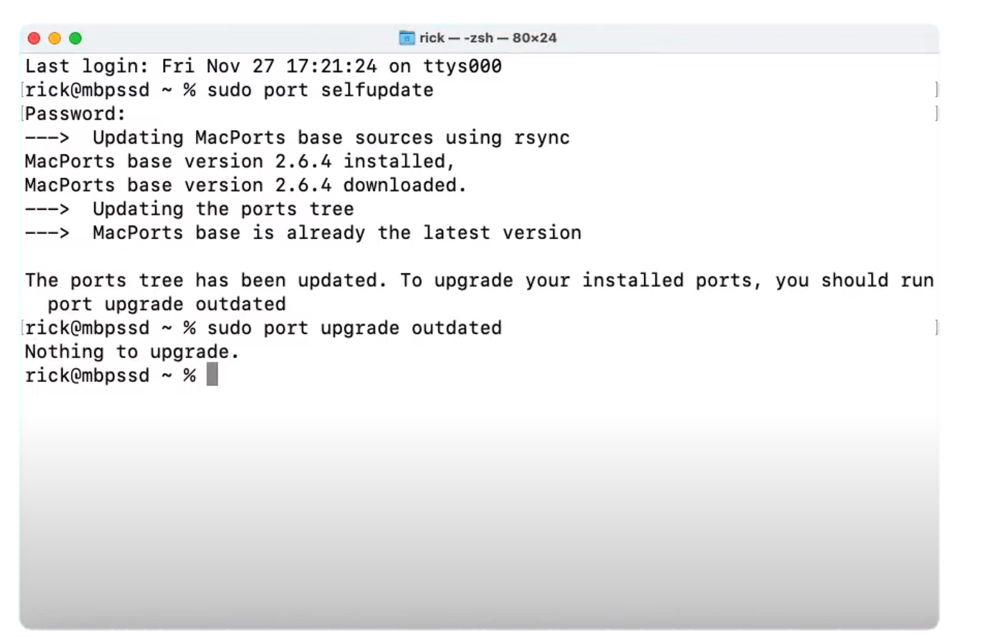 rick — -zsh — 80×24
Last login: Fri Nov 27 17:21:24 on ttys000
[rick@mbpssd ~ % sudo port selfupdate ]
[Password: ]
--->  Updating MacPorts base sources using rsync
MacPorts base version 2.6.4 installed,
MacPorts base version 2.6.4 downloaded.
--->  Updating the ports tree
--->  MacPorts base is already the latest version
The ports tree has been updated. To upgrade your installed ports, you should run
  port upgrade outdated
[rick@mbpssd ~ % sudo port upgrade outdated ]
Nothing to upgrade.
rick@mbpssd ~ %